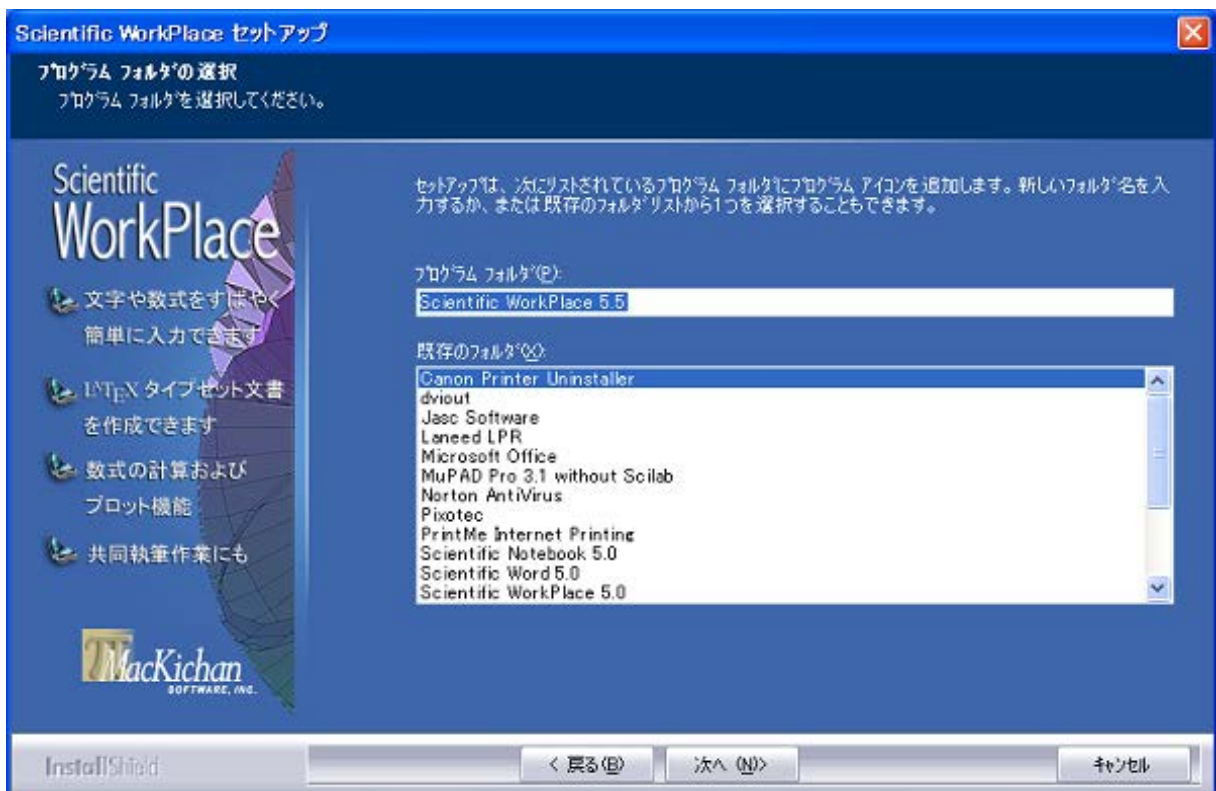 Scientific WorkPlace セットアップ
プログラム フォルダの選択
プログラム フォルダを選択してください。
Scientific
WorkPlace
文字や数式をすばやく
簡単に入力できます
LATEX タイプセット文書
を作成できます
数式の計算および
プロット機能
共同執筆作業にも
MacKichan
SOFTWARE, INC.
セットアップは、次にリストされているプログラム フォルダにプログラム アイコンを追加します。新しいフォルダ名を入
力するか、または既存のフォルダリストから1つを選択することもできます。
プログラム フォルダ(P):
Scientific WorkPlace 5.5
既存のフォルダ(X):
Canon Printer Uninstaller
dviout
Jasc Software
Laneed LPR
Microsoft Office
MuPAD Pro 3.1 without Scilab
Norton AntiVirus
Pixotec
PrintMe Internet Printing
Scientific Notebook 5.0
Scientific Word 5.0
Scientific WorkPlace 5.0
InstallShield
< 戻る(B)
次へ (N)>
キャンセル